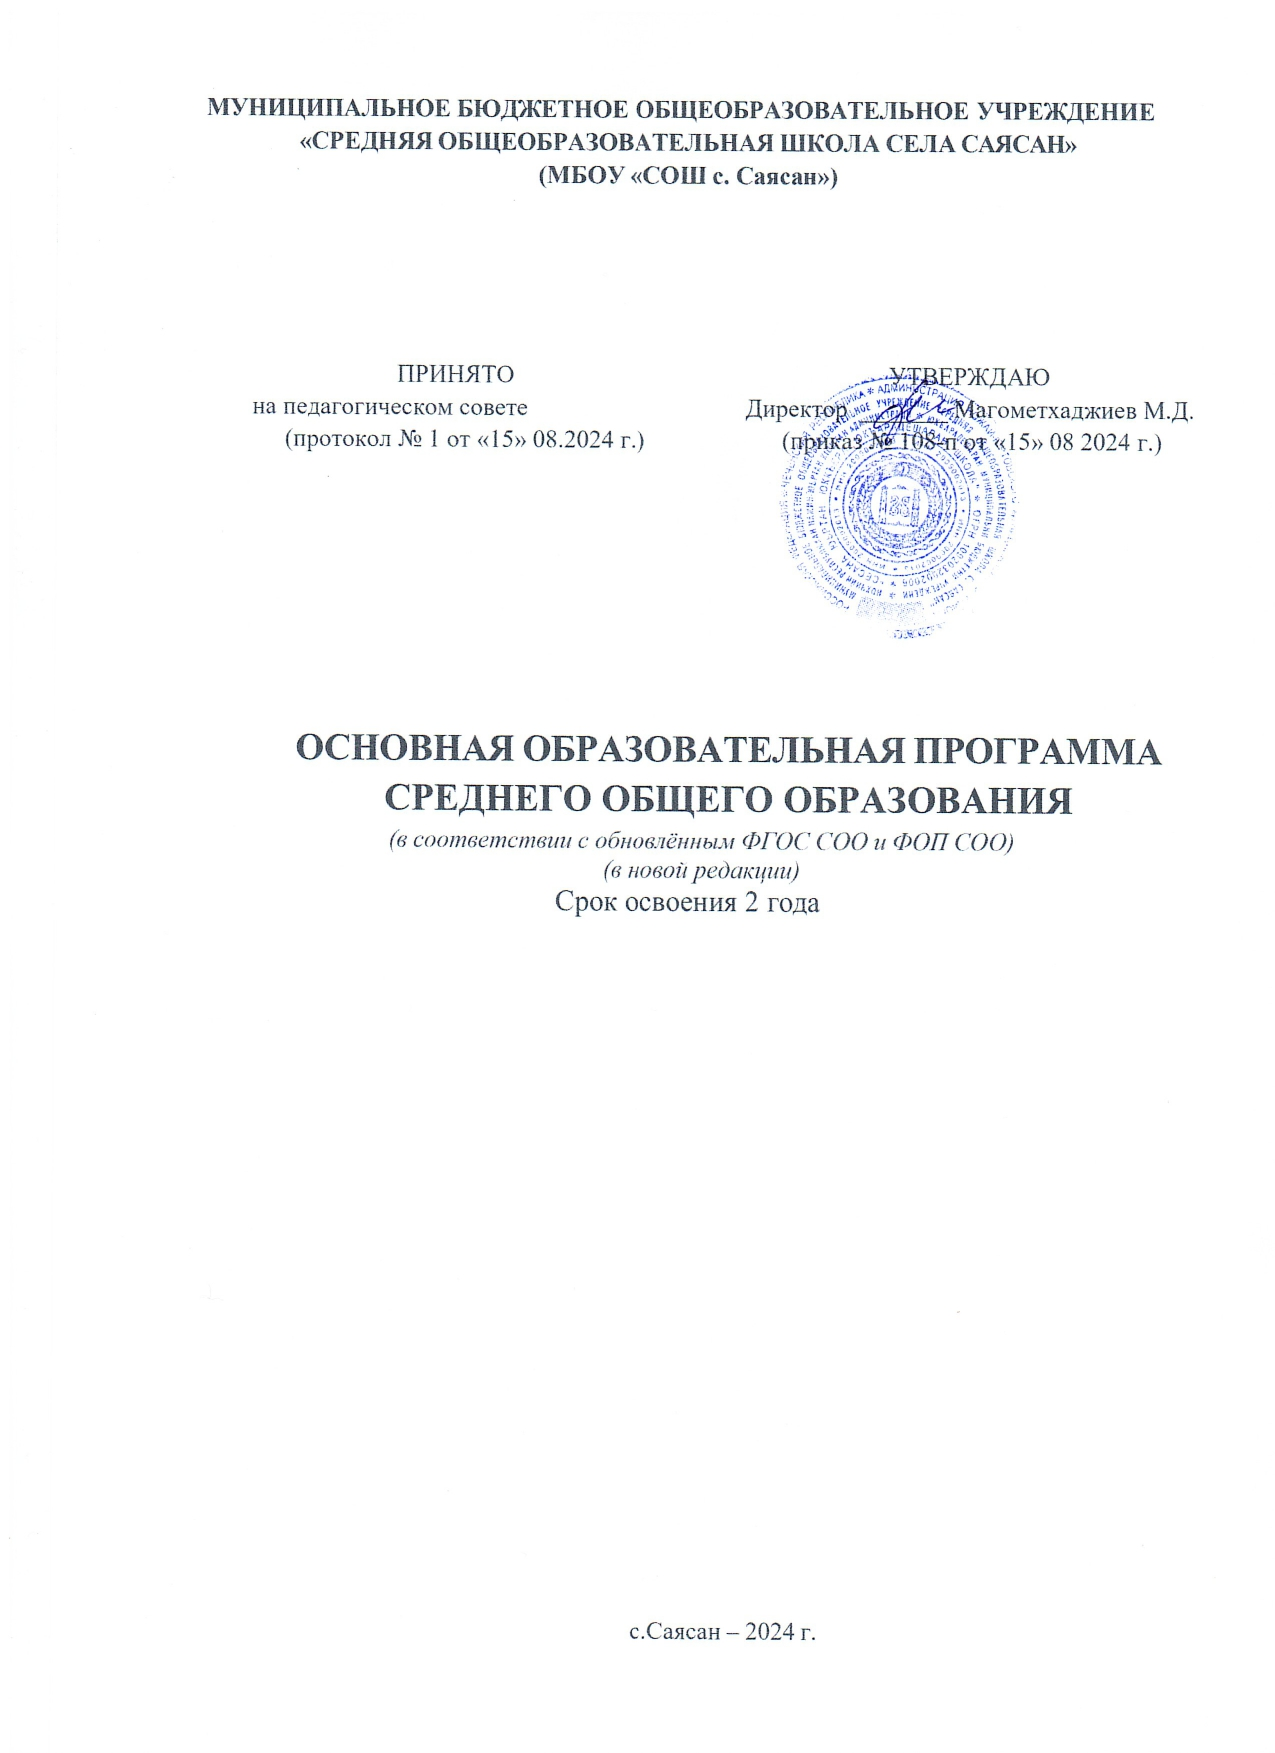 МУНИЦИПАЛЬНОЕ БЮДЖЕТНОЕ ОБЩЕОБРАЗОВАТЕЛЬНОЕ УЧРЕЖДЕНИЕ
«СРЕДНЯЯ ОБЩЕОБРАЗОВАТЕЛЬНАЯ ШКОЛА СЕЛА САЯСАН»
(МБОУ «СОШ с. Саясан»)
ПРИНЯТО
на педагогическом совете
(протокол № 1 от «15» 08.2024 г.)
УТВЕРЖДАЮ
Директор Магометхаджиев М.Д.
(приказ № 108-п от «15» 08 2024 г.)
ОСНОВНАЯ ОБРАЗОВАТЕЛЬНАЯ ПРОГРАММА
СРЕДНЕГО ОБЩЕГО ОБРАЗОВАНИЯ
(в соответствии с обновлённым ФГОС СОО и ФОП СОО)
(в новой редакции)
Срок освоения 2 года
с.Саясан – 2024 г.